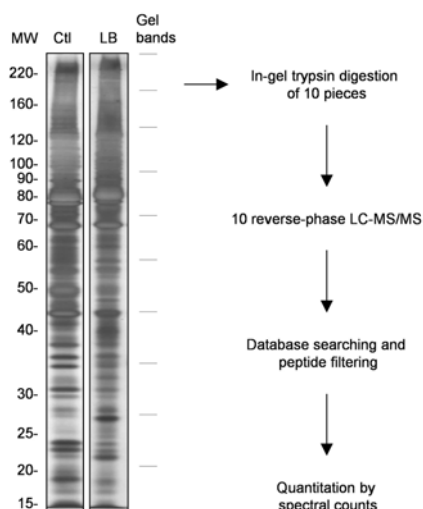 Gel
MW Ctl LB bands
220-
160-
120-
100-
90-
80-
70-
60-
50-
40-
30-
25-
20-
15-
In-gel trypsin digestion
of 10 pieces
10 reverse-phase LC-MS/MS
Database searching and
peptide filtering
Quantitation by
spectral counts